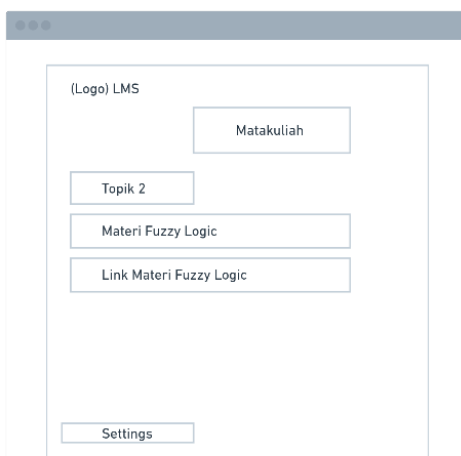 (Logo) LMS
Matakuliah
Topik 2
Materi Fuzzy Logic
Link Materi Fuzzy Logic
Settings